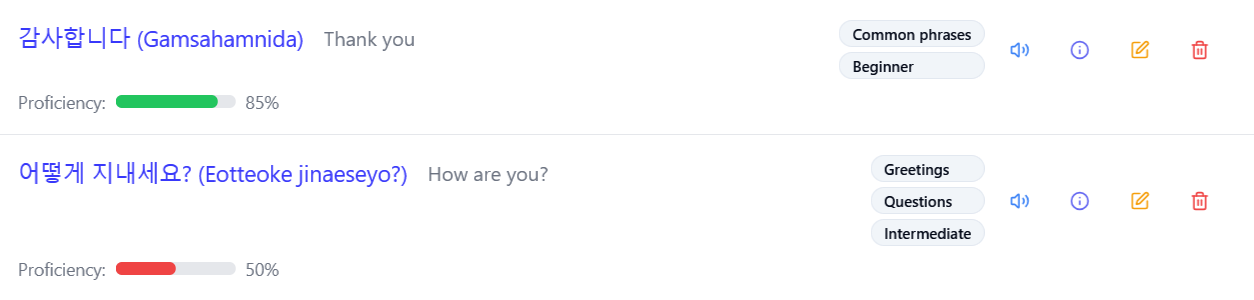 감사합니다 (Gamsahamnida) Thank you
Common phrases
Beginner
Proficiency: 85%
어떻게 지내세요? (Eotteoke jinaeseyo?) How are you?
Greetings
Questions
Intermediate
Proficiency: 50%